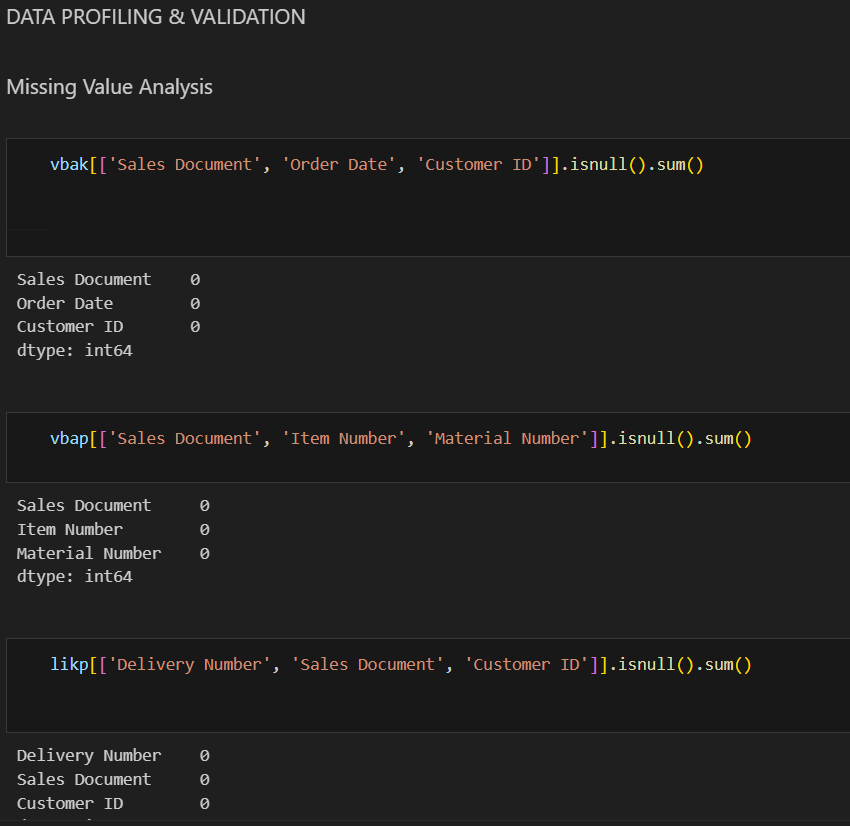 DATA PROFILING & VALIDATION
Missing Value Analysis
vbak[['Sales Document', 'Order Date', 'Customer ID']].isnull().sum()
Sales Document    0
Order Date        0
Customer ID       0
dtype: int64
vbap[['Sales Document', 'Item Number', 'Material Number']].isnull().sum()
Sales Document     0
Item Number        0
Material Number    0
dtype: int64
likp[['Delivery Number', 'Sales Document', 'Customer ID']].isnull().sum()
Delivery Number    0
Sales Document     0
Customer ID        0